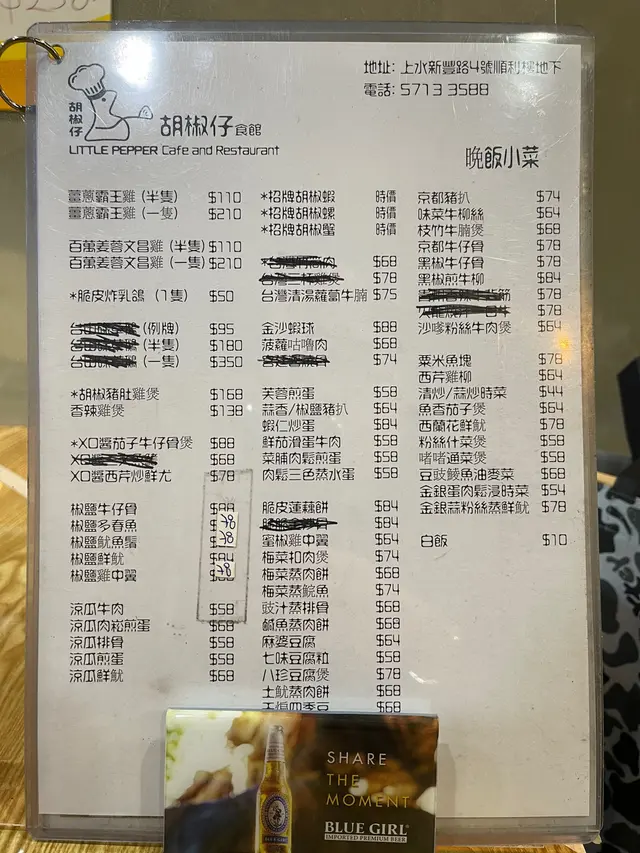 $230
地址: 上水新豐路4號順利樓地下
電話: 5713 3588
胡椒仔
胡椒仔食館
LITTLE PEPPER Cafe and Restaurant
晚飯小菜
薑蔥霸王雞 (半隻) $110
薑蔥霸王雞 (一隻) $210
百萬姜蓉文昌雞 (半隻) $110
百萬姜蓉文昌雞 (一隻) $210
*脆皮炸乳鴿 (1隻) $50
(例牌) $95
(半隻) $180
(一隻) $350
*胡椒豬肚雞煲 $168
香辣雞煲 $138
*XO醬茄子牛仔骨煲 $88
$68
XO醬西芹炒鮮尤 $78
椒鹽牛仔骨 $88
椒鹽多春魚
椒鹽魷魚鬚
椒鹽鮮魷 $84
椒鹽雞中翼
涼瓜牛肉 $58
涼瓜肉崧煎蛋 $68
涼瓜排骨 $58
涼瓜煎蛋 $58
涼瓜鮮魷 $68
*招牌胡椒蝦 時價
*招牌胡椒螺 時價
*招牌胡椒蟹 時價
$68
$78
台灣清湯蘿蔔牛腩 $75
金沙蝦球 $88
菠蘿咕嚕肉 $68
$74
芙蓉煎蛋 $58
蒜香/椒鹽豬扒 $64
蝦仁炒蛋 $84
鮮茄滑蛋牛肉 $58
菜脯肉鬆煎蛋 $58
肉鬆三色蒸水蛋 $58
脆皮蓮藕餅 $84
$84
蜜椒雞中翼 $64
梅菜扣肉煲 $74
梅菜蒸肉餅 $68
梅菜蒸鯇魚 $74
豉汁蒸排骨 $68
鹹魚蒸肉餅 $68
麻婆豆腐 $64
七味豆腐粒 $58
八珍豆腐煲 $78
土魷蒸肉餅 $68
干煸四季豆 $68
京都豬扒 $74
味菜牛柳絲 $64
枝竹牛腩煲 $68
京都牛仔骨 $78
黑椒牛仔骨 $78
黑椒煎牛柳 $84
$78
$78
沙嗲粉絲牛肉煲 $64
粟米魚塊 $78
西芹雞柳 $64
清炒/蒜炒時菜 $44
魚香茄子煲 $64
西蘭花鮮魷 $78
粉絲什菜煲 $58
啫啫通菜煲 $58
豆豉鯪魚油麥菜 $68
金銀蛋肉鬆浸時菜 $54
金銀蒜粉絲蒸鮮魷 $78
白飯 $10
SHARE
THE
MOMENT
BLUE GIRL
IMPORTED PREMIUM BEER